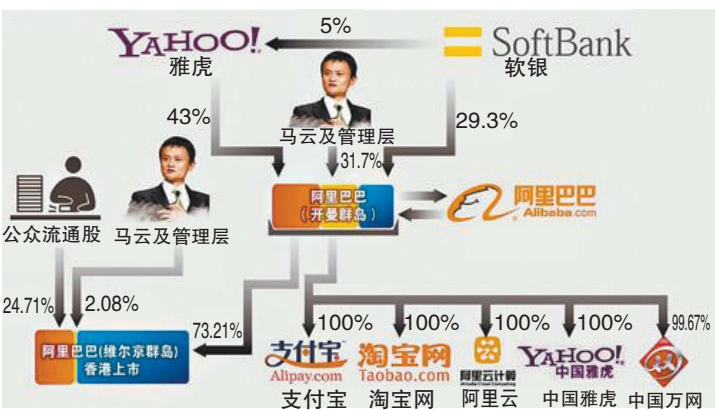 5%
YAHOO!
雅虎
SoftBank
软银
43%
马云及管理层
31.7%
29.3%
公众流通股
马云及管理层
阿里巴巴
(开曼群岛)
阿里巴巴
Alibaba.com
24.71%
2.08%
73.21%
阿里巴巴(维尔京群岛)
香港上市
100%
100%
100%
100%
99.67%
支付宝
Alipay.com
支付宝
淘宝网
Taobao.com
淘宝网
阿里云计算
阿里云
YAHOO!
中国雅虎
中国雅虎
中国万网